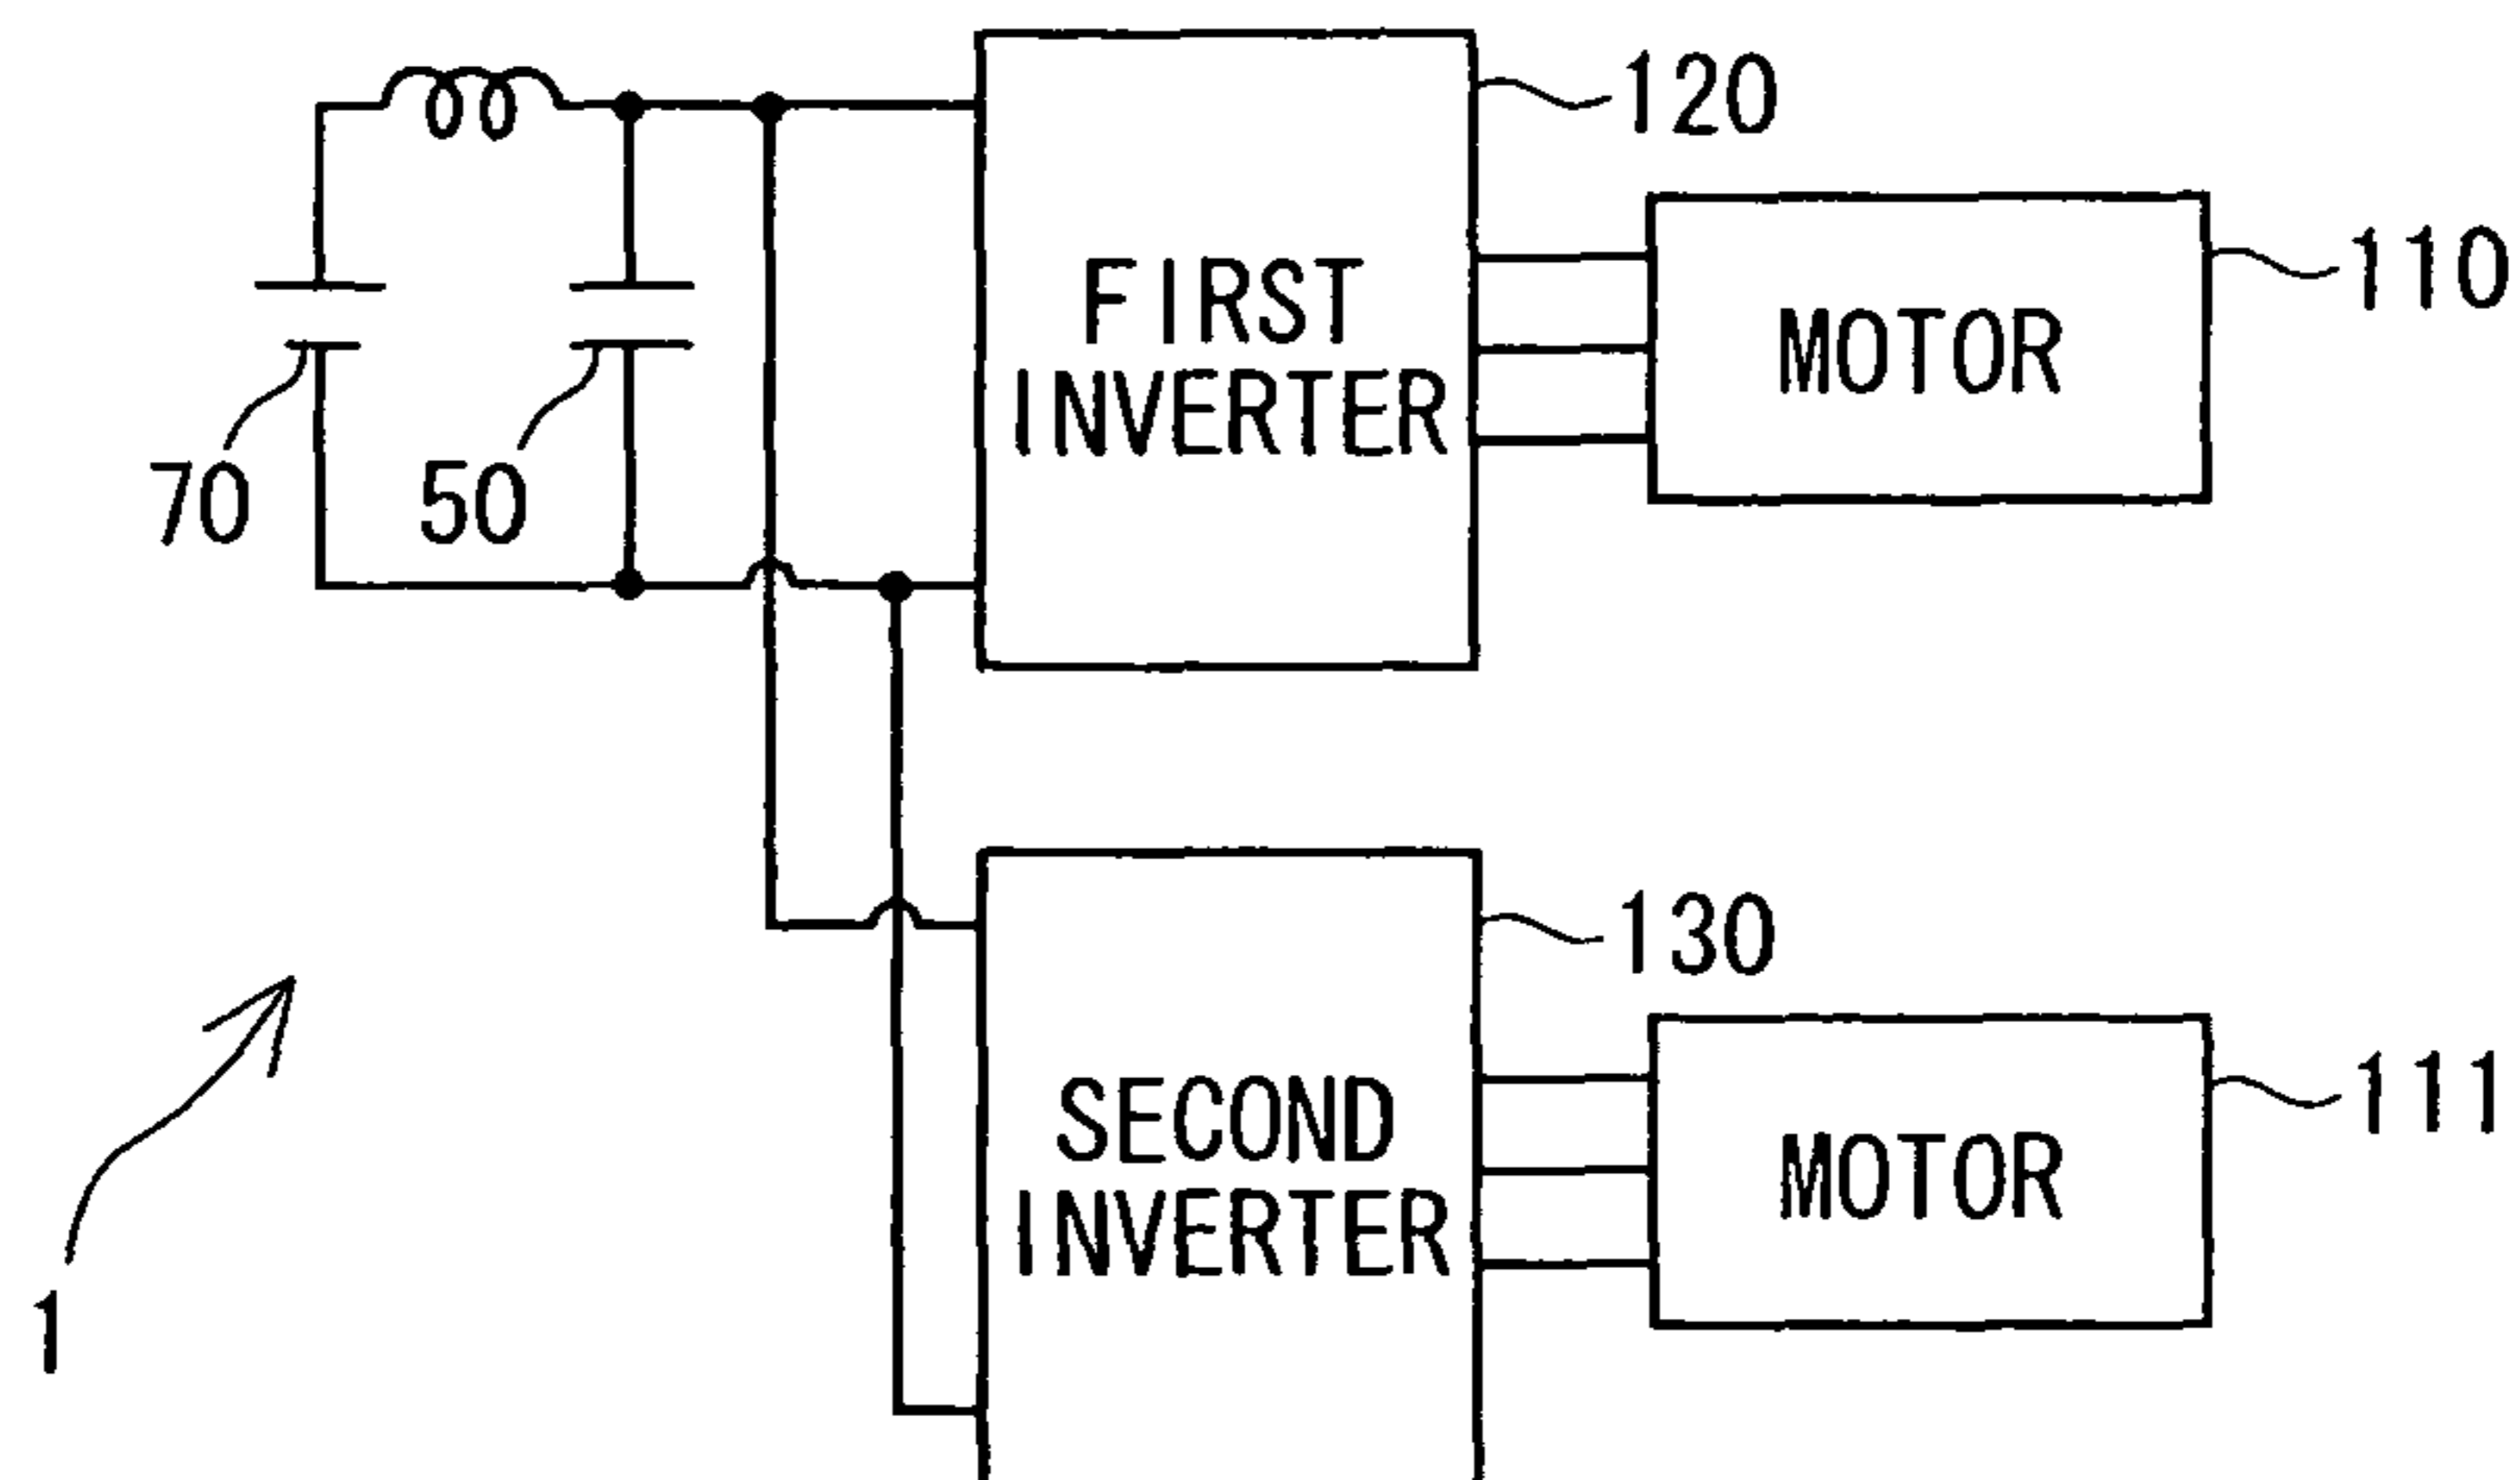 120
FIRST
INVERTER
110
MOTOR
70
50
130
SECOND
INVERTER
111
MOTOR
1